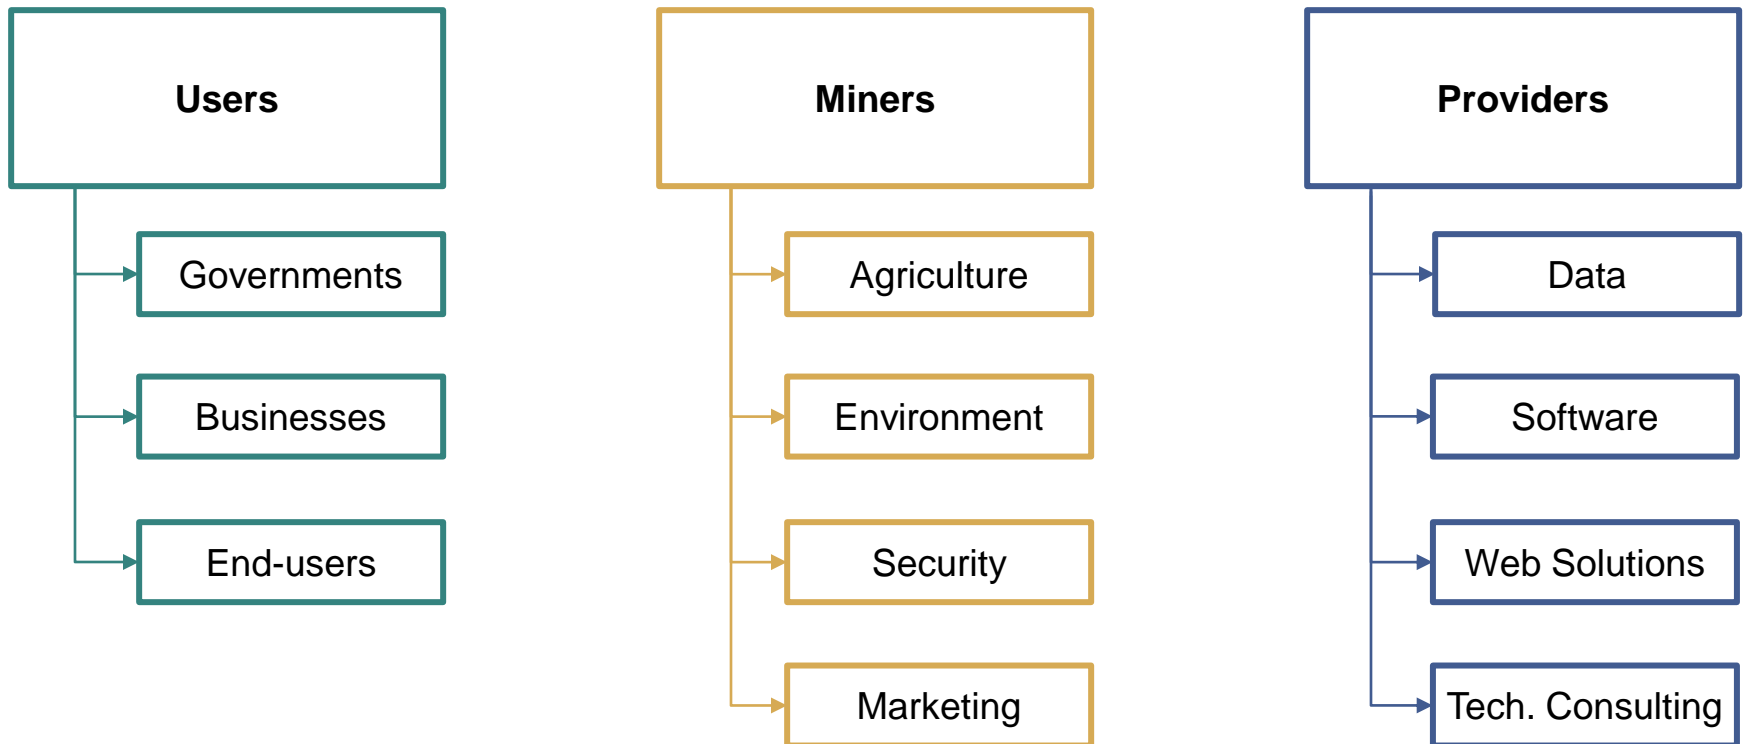 Users
Governments
Businesses
End-users
Miners
Agriculture
Environment
Security
Marketing
Providers
Data
Software
Web Solutions
Tech. Consulting